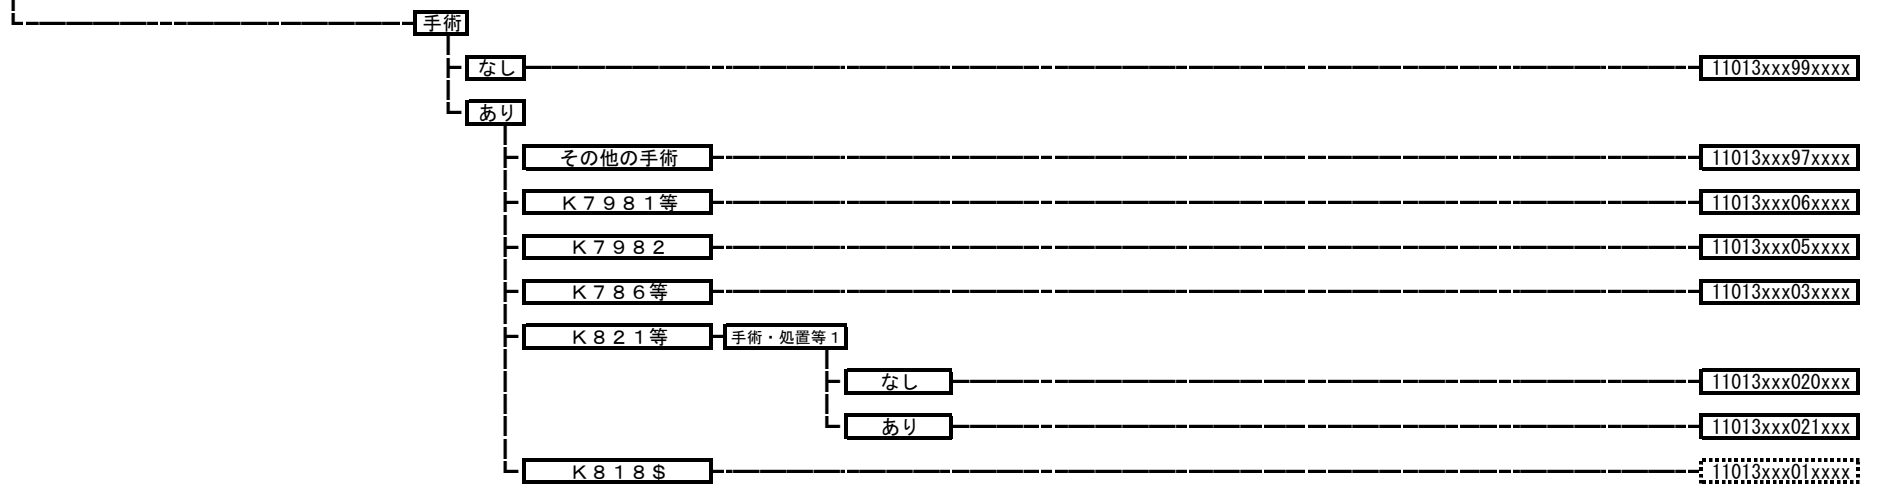 手術
なし 11013xxx99xxxx
あり
その他の手術 11013xxx97xxxx
Ｋ７９８１等 11013xxx06xxxx
Ｋ７９８２ 11013xxx05xxxx
Ｋ７８６等 11013xxx03xxxx
Ｋ８２１等 手術・処置等１
なし 11013xxx020xxx
あり 11013xxx021xxx
Ｋ８１８＄ 11013xxx01xxxx